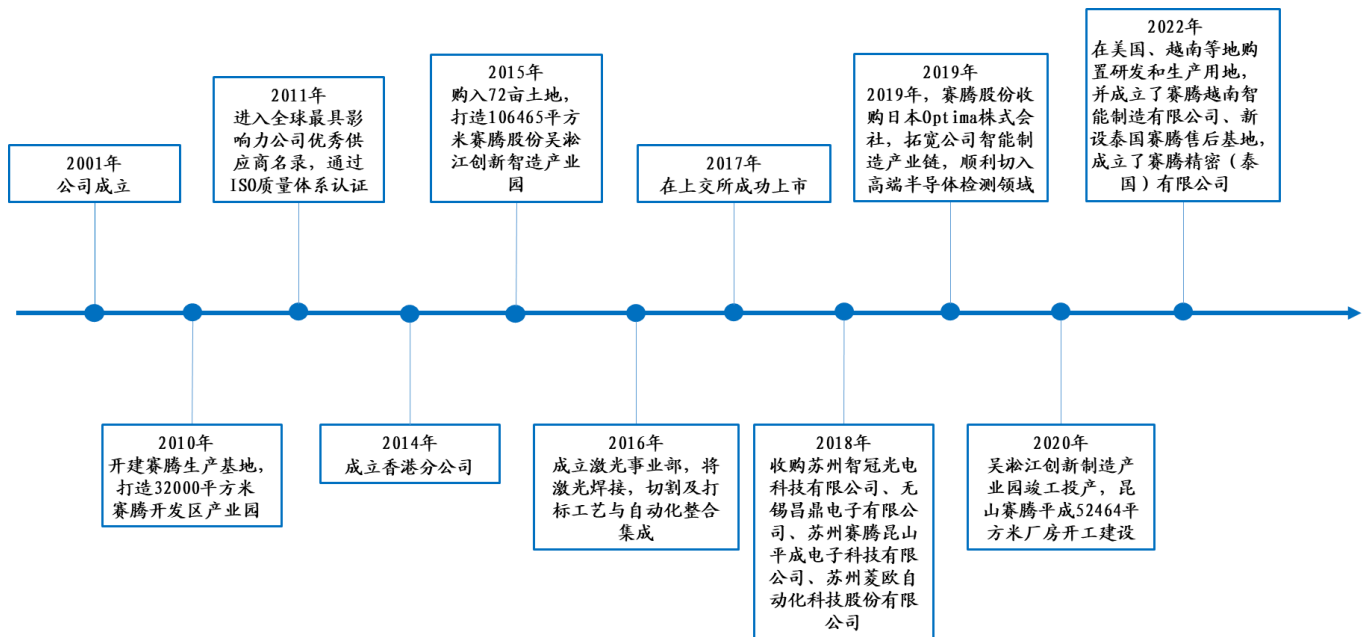 2001年
公司成立
2010年
开建赛腾生产基地，
打造32000平方米
赛腾开发区产业园
2011年
进入全球最具影
响力公司优秀供
应商名录，通过
ISO质量体系认证
2014年
成立香港分公司
2015年
购入72亩土地，
打造106465平方
米赛腾股份吴淞
江创新智造产业
园
2016年
成立激光事业部，将
激光焊接，切割及打
标工艺与自动化整合
集成
2017年
在上交所成功上市
2018年
收购苏州智冠光电
科技有限公司、无
锡昌鼎电子有限公
司、苏州赛腾昆山
平成电子科技有限
公司、苏州菱欧自
动化科技股份有限
公司
2019年
2019年，赛腾股份收
购日本Optima株式会
社，拓宽公司智能制
造产业链，顺利切入
高端半导体检测领域
2020年
吴淞江创新制造产
业园竣工投产，昆
山赛腾平成52464平
方米厂房开工建设
2022年
在美国、越南等地购
置研发和生产用地，
并成立了赛腾越南智
能制造有限公司、新
设泰国赛腾售后基地，
成立了赛腾精密（泰
国）有限公司